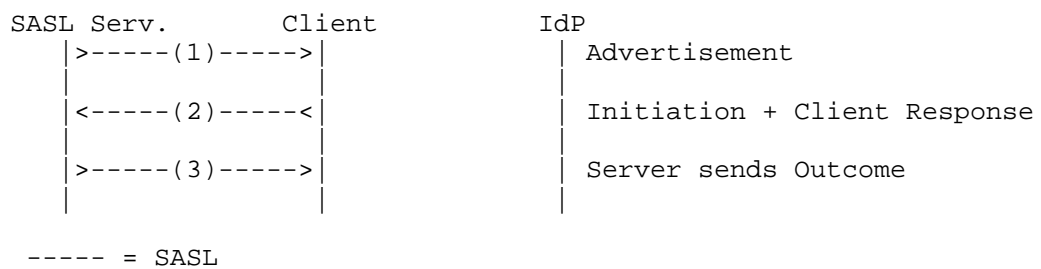 SASL Serv.       Client            IdP
    |>-----(1)----->|                | Advertisement
    |               |                |
    |<-----(2)-----<|                | Initiation + Client Response
    |               |                |
    |>-----(3)----->|                | Server sends Outcome
    |               |                |
 ----- = SASL